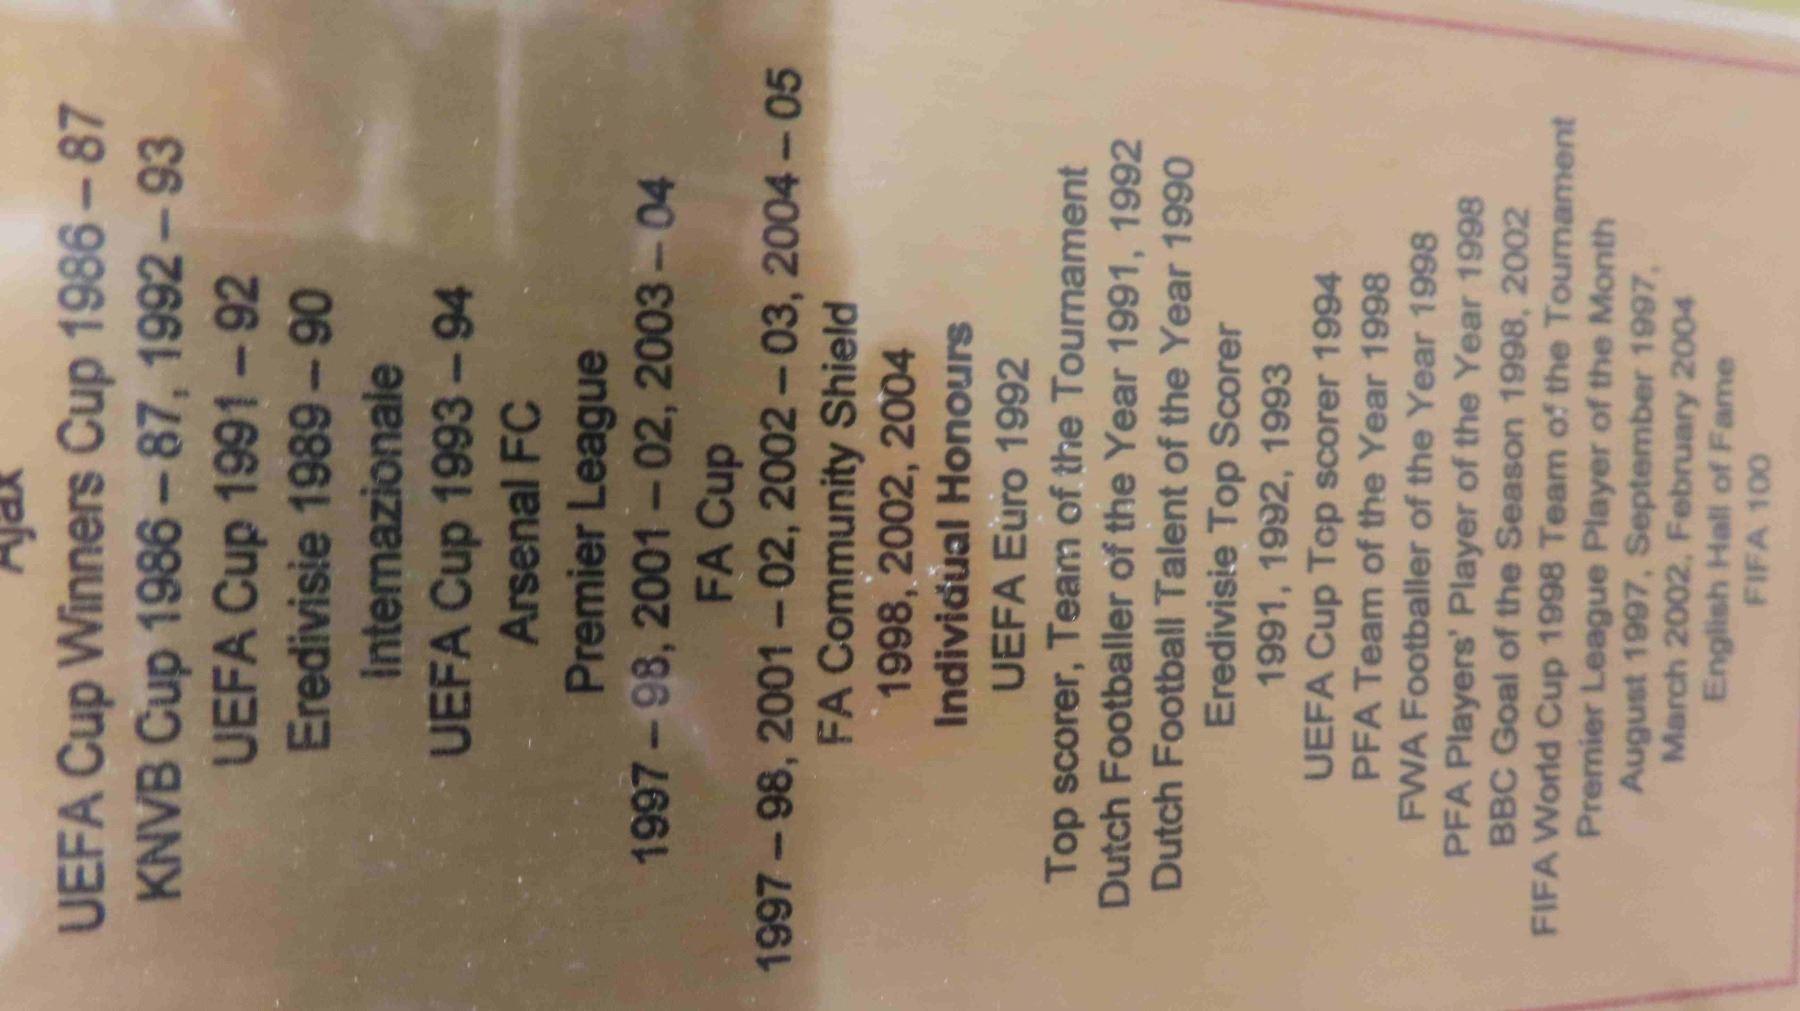 Ajax
UEFA Cup Winners Cup 1986 – 87
KNVB Cup 1986 – 87, 1992 – 93
UEFA Cup 1991 – 92
Eredivisie 1989 – 90
Internazionale
UEFA Cup 1993 – 94
Arsenal FC
Premier League
1997 – 98, 2001 – 02, 2003 – 04
FA Cup
1997 – 98, 2001 – 02, 2002 – 03, 2004 – 05
FA Community Shield
1998, 2002, 2004
Individual Honours
UEFA Euro 1992
Top scorer, Team of the Tournament
Dutch Footballer of the Year 1991, 1992
Dutch Football Talent of the Year 1990
Eredivisie Top Scorer
1991, 1992, 1993
UEFA Cup Top scorer 1994
PFA Team of the Year 1998
FWA Footballer of the Year 1998
PFA Players' Player of the Year 1998
BBC Goal of the Season 1998, 2002
FIFA World Cup 1998 Team of the Tournament
Premier League Player of the Month
August 1997, September 1997,
March 2002, February 2004
English Hall of Fame
FIFA 100